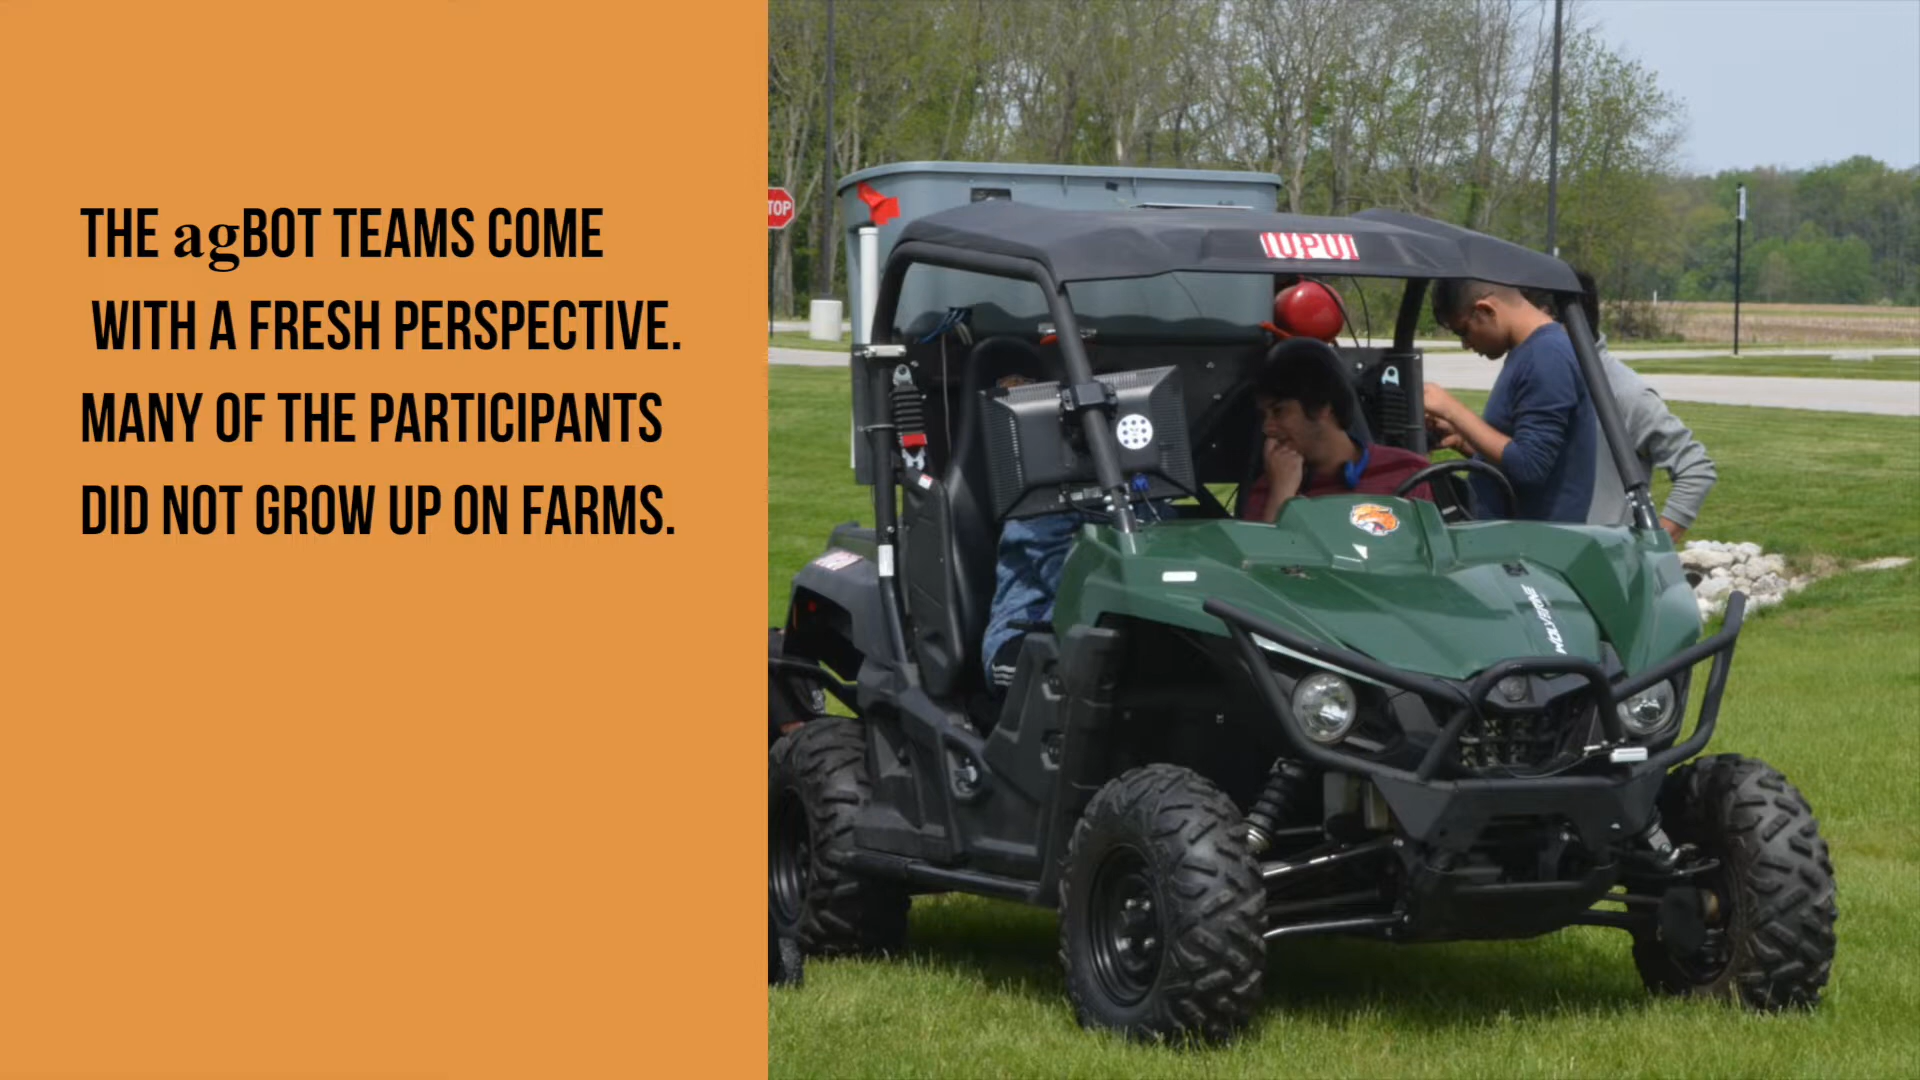 THE agBOT TEAMS COME
WITH A FRESH PERSPECTIVE.
MANY OF THE PARTICIPANTS
DID NOT GROW UP ON FARMS.
TOP
IUPUI
WOLVERINE